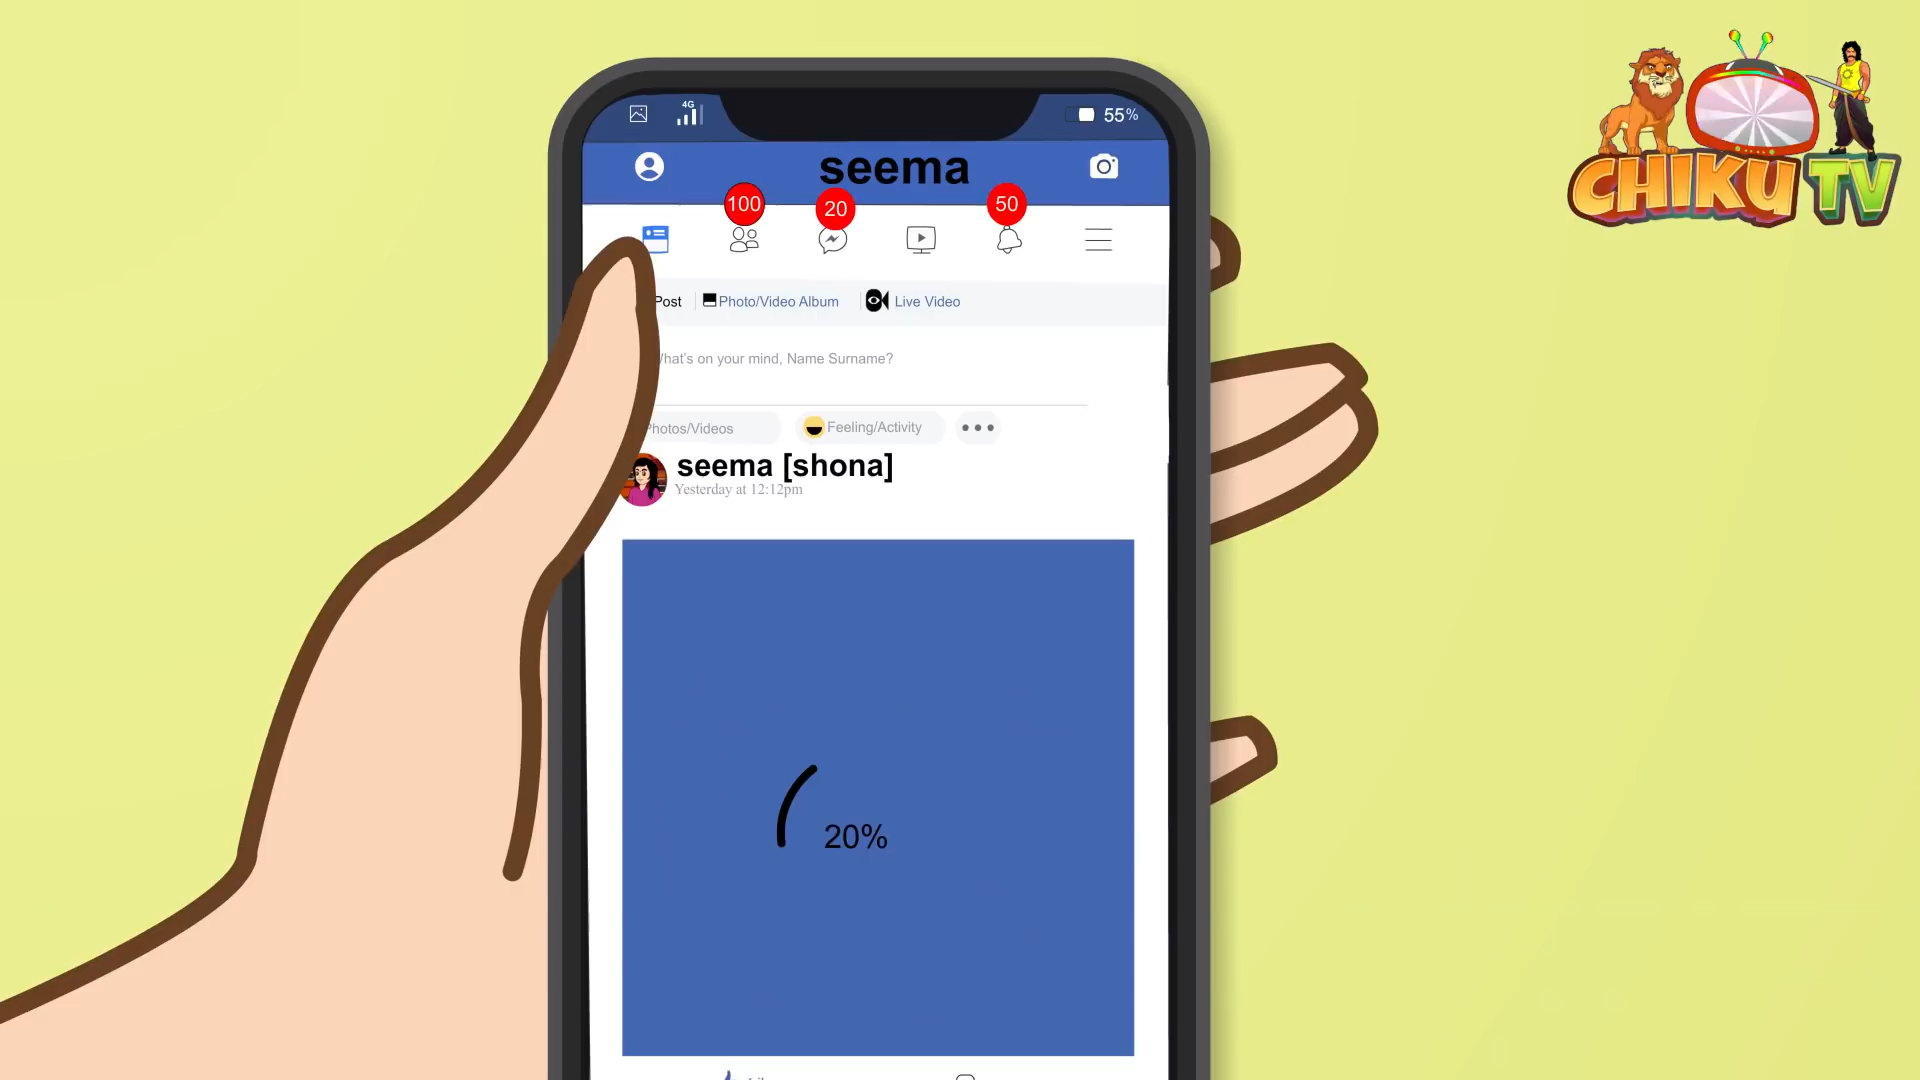 4G
55%
seema
100
20
50
Post
Photo/Video Album
Live Video
hat's on your mind, Name Surname?
Photos/Videos
Feeling/Activity
seema [shona]
Yesterday at 12:12pm
20%
CHIKU TV